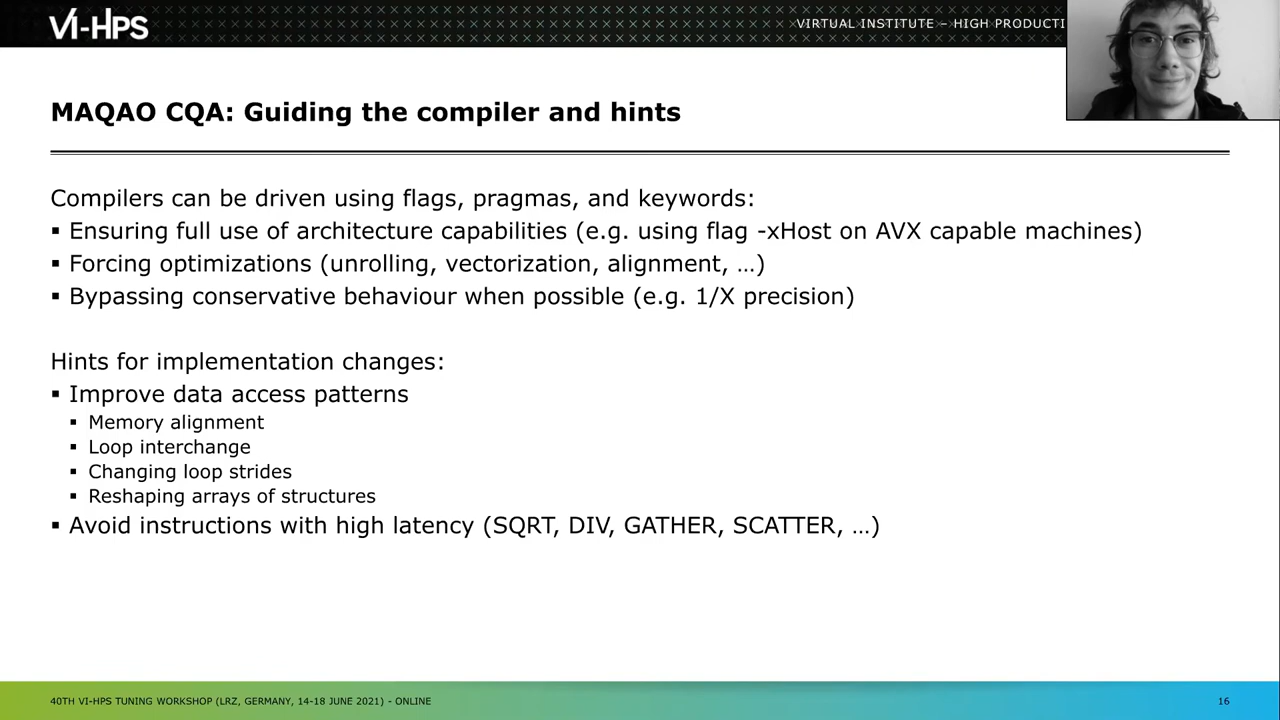 VI-HPS
VIRTUAL INSTITUTE – HIGH PRODUCTI
MAQAO CQA: Guiding the compiler and hints
Compilers can be driven using flags, pragmas, and keywords:
▪ Ensuring full use of architecture capabilities (e.g. using flag -xHost on AVX capable machines)
▪ Forcing optimizations (unrolling, vectorization, alignment, …)
▪ Bypassing conservative behaviour when possible (e.g. 1/X precision)
Hints for implementation changes:
▪ Improve data access patterns
▪ Memory alignment
▪ Loop interchange
▪ Changing loop strides
▪ Reshaping arrays of structures
▪ Avoid instructions with high latency (SQRT, DIV, GATHER, SCATTER, …)
40TH VI-HPS TUNING WORKSHOP (LRZ, GERMANY, 14-18 JUNE 2021) - ONLINE
16